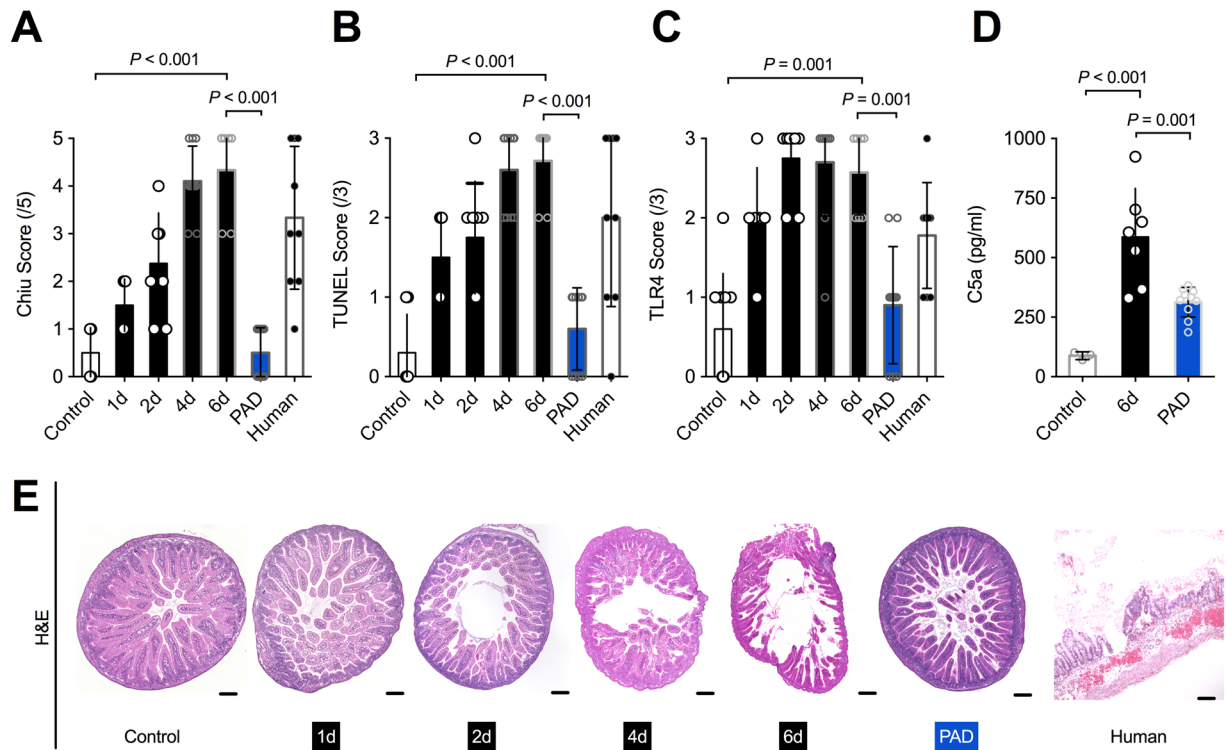 A
B
C
D
P < 0.001
P < 0.001
P = 0.001
P < 0.001
P < 0.001
P < 0.001
P = 0.001
P = 0.001
Chiu Score (/5)
5
4
3
2
1
0
Control
1d
2d
4d
6d
PAD
Human
TUNEL Score (/3)
3
2
1
0
Control
1d
2d
4d
6d
PAD
Human
TLR4 Score (/3)
3
2
1
0
Control
1d
2d
4d
6d
PAD
Human
C5a (pg/ml)
1000
750
500
250
0
Control
6d
PAD
E
H&E
Control
1d
2d
4d
6d
PAD
Human